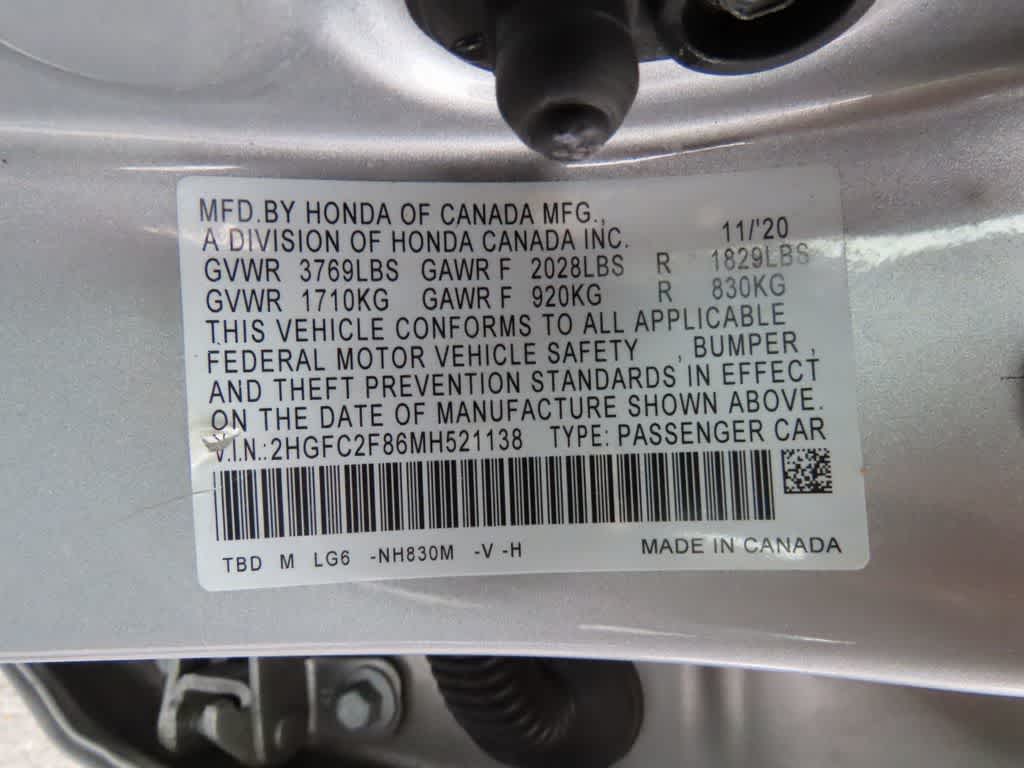 MFD.BY HONDA OF CANADA MFG.,
A DIVISION OF HONDA CANADA INC. 11/'20
GVWR 3769LBS GAWR F 2028LBS R 1829LBS
GVWR 1710KG GAWR F 920KG R 830KG
THIS VEHICLE CONFORMS TO ALL APPLICABLE
FEDERAL MOTOR VEHICLE SAFETY , BUMPER ,
AND THEFT PREVENTION STANDARDS IN EFFECT
ON THE DATE OF MANUFACTURE SHOWN ABOVE.
V.I.N.:2HGFC2F86MH521138 TYPE: PASSENGER CAR
TBD M LG6 -NH830M -V -H MADE IN CANADA